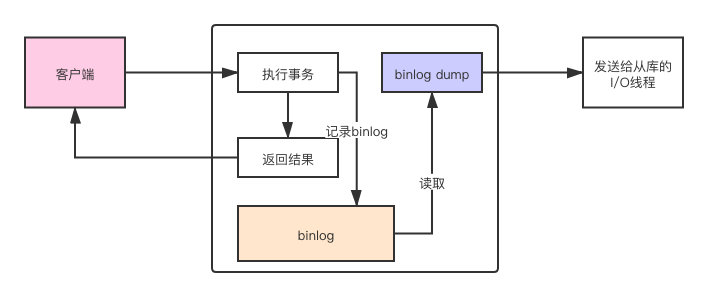 客户端
执行事务
binlog dump
发送给从库的
I/O线程
记录binlog
返回结果
读取
binlog